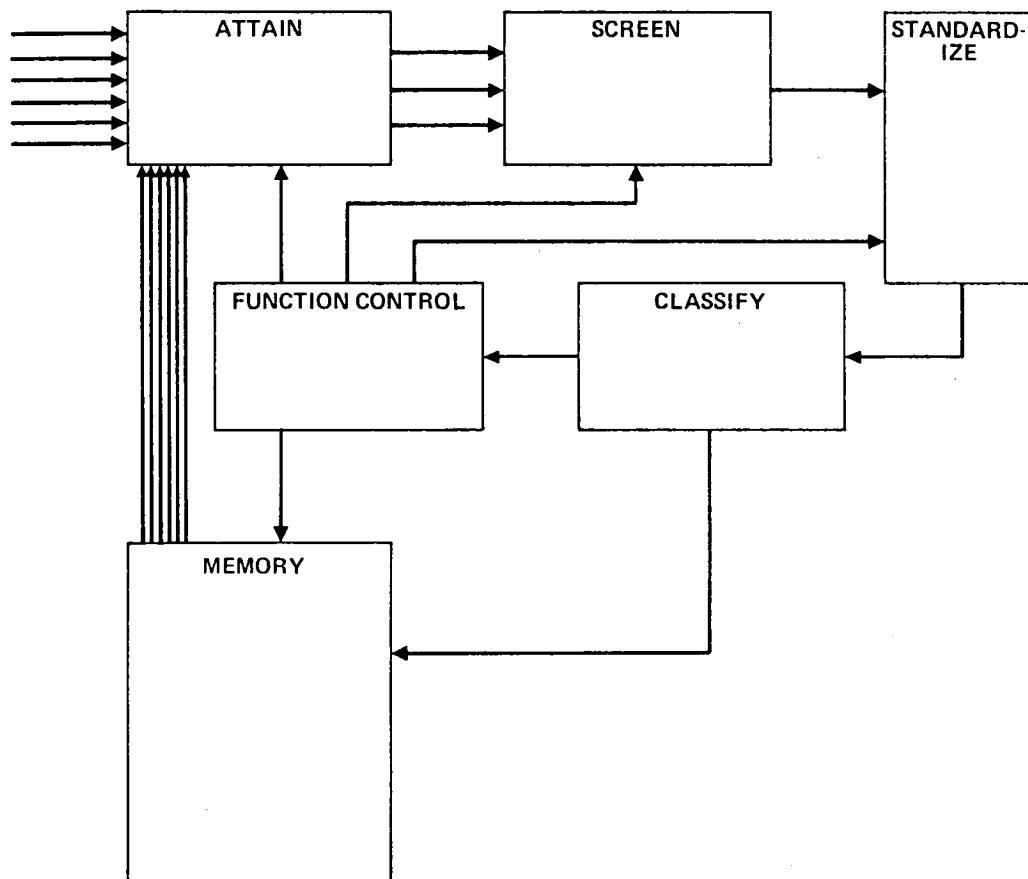 ATTAIN
SCREEN
STANDARD-
IZE
FUNCTION CONTROL
CLASSIFY
MEMORY